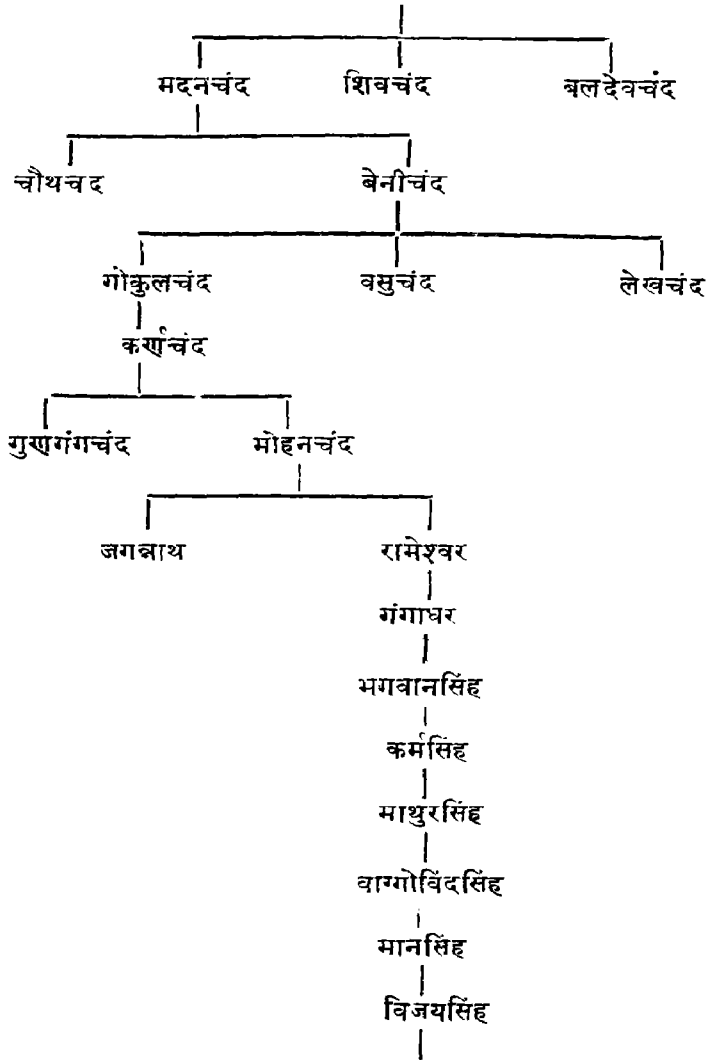 मदनचंद शिवचंद बलदेवचंद
चौथचद बेनीचंद
गोकुलचंद वसुचंद लेखचंद
कर्णचंद
गुणगंगचंद मोहनचंद
जगन्नाथ रामेश्वर
गंगाधर
भगवानसिंह
कर्मसिंह
माथुरसिंह
वाग्गोविंदसिंह
मानसिंह
विजयसिंह